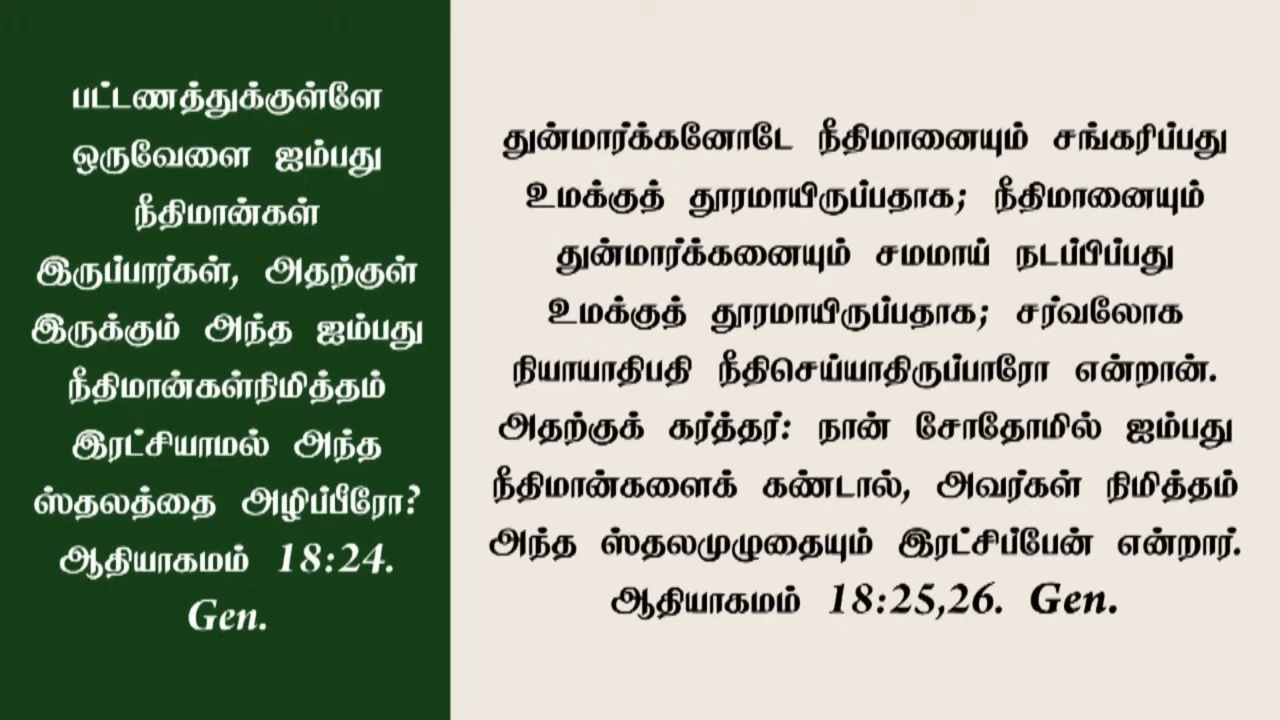 பட்டணத்துக்குள்ளே
ஒருவேளை ஐம்பது
நீதிமான்கள்
இருப்பார்கள், அதற்குள்
இருக்கும் அந்த ஐம்பது
நீதிமான்கள்நிமித்தம்
இரட்சியாமல் அந்த
ஸ்தலத்தை அழிப்பீரோ?
ஆதியாகமம் 18:24.
Gen.
துன்மார்க்கனோடே நீதிமானையும் சங்கரிப்பது
உமக்குத் தூரமாயிருப்பதாக; நீதிமானையும்
துன்மார்க்கனையும் சமமாய் நடப்பிப்பது
உமக்குத் தூரமாயிருப்பதாக; சர்வலோக
நியாயாதிபதி நீதிசெய்யாதிருப்பாரோ என்றான்.
அதற்குக் கர்த்தர்: நான் சோதோமில் ஐம்பது
நீதிமான்களைக் கண்டால், அவர்கள் நிமித்தம்
அந்த ஸ்தலமுழுதையும் இரட்சிப்பேன் என்றார்.
ஆதியாகமம் 18:25,26. Gen.